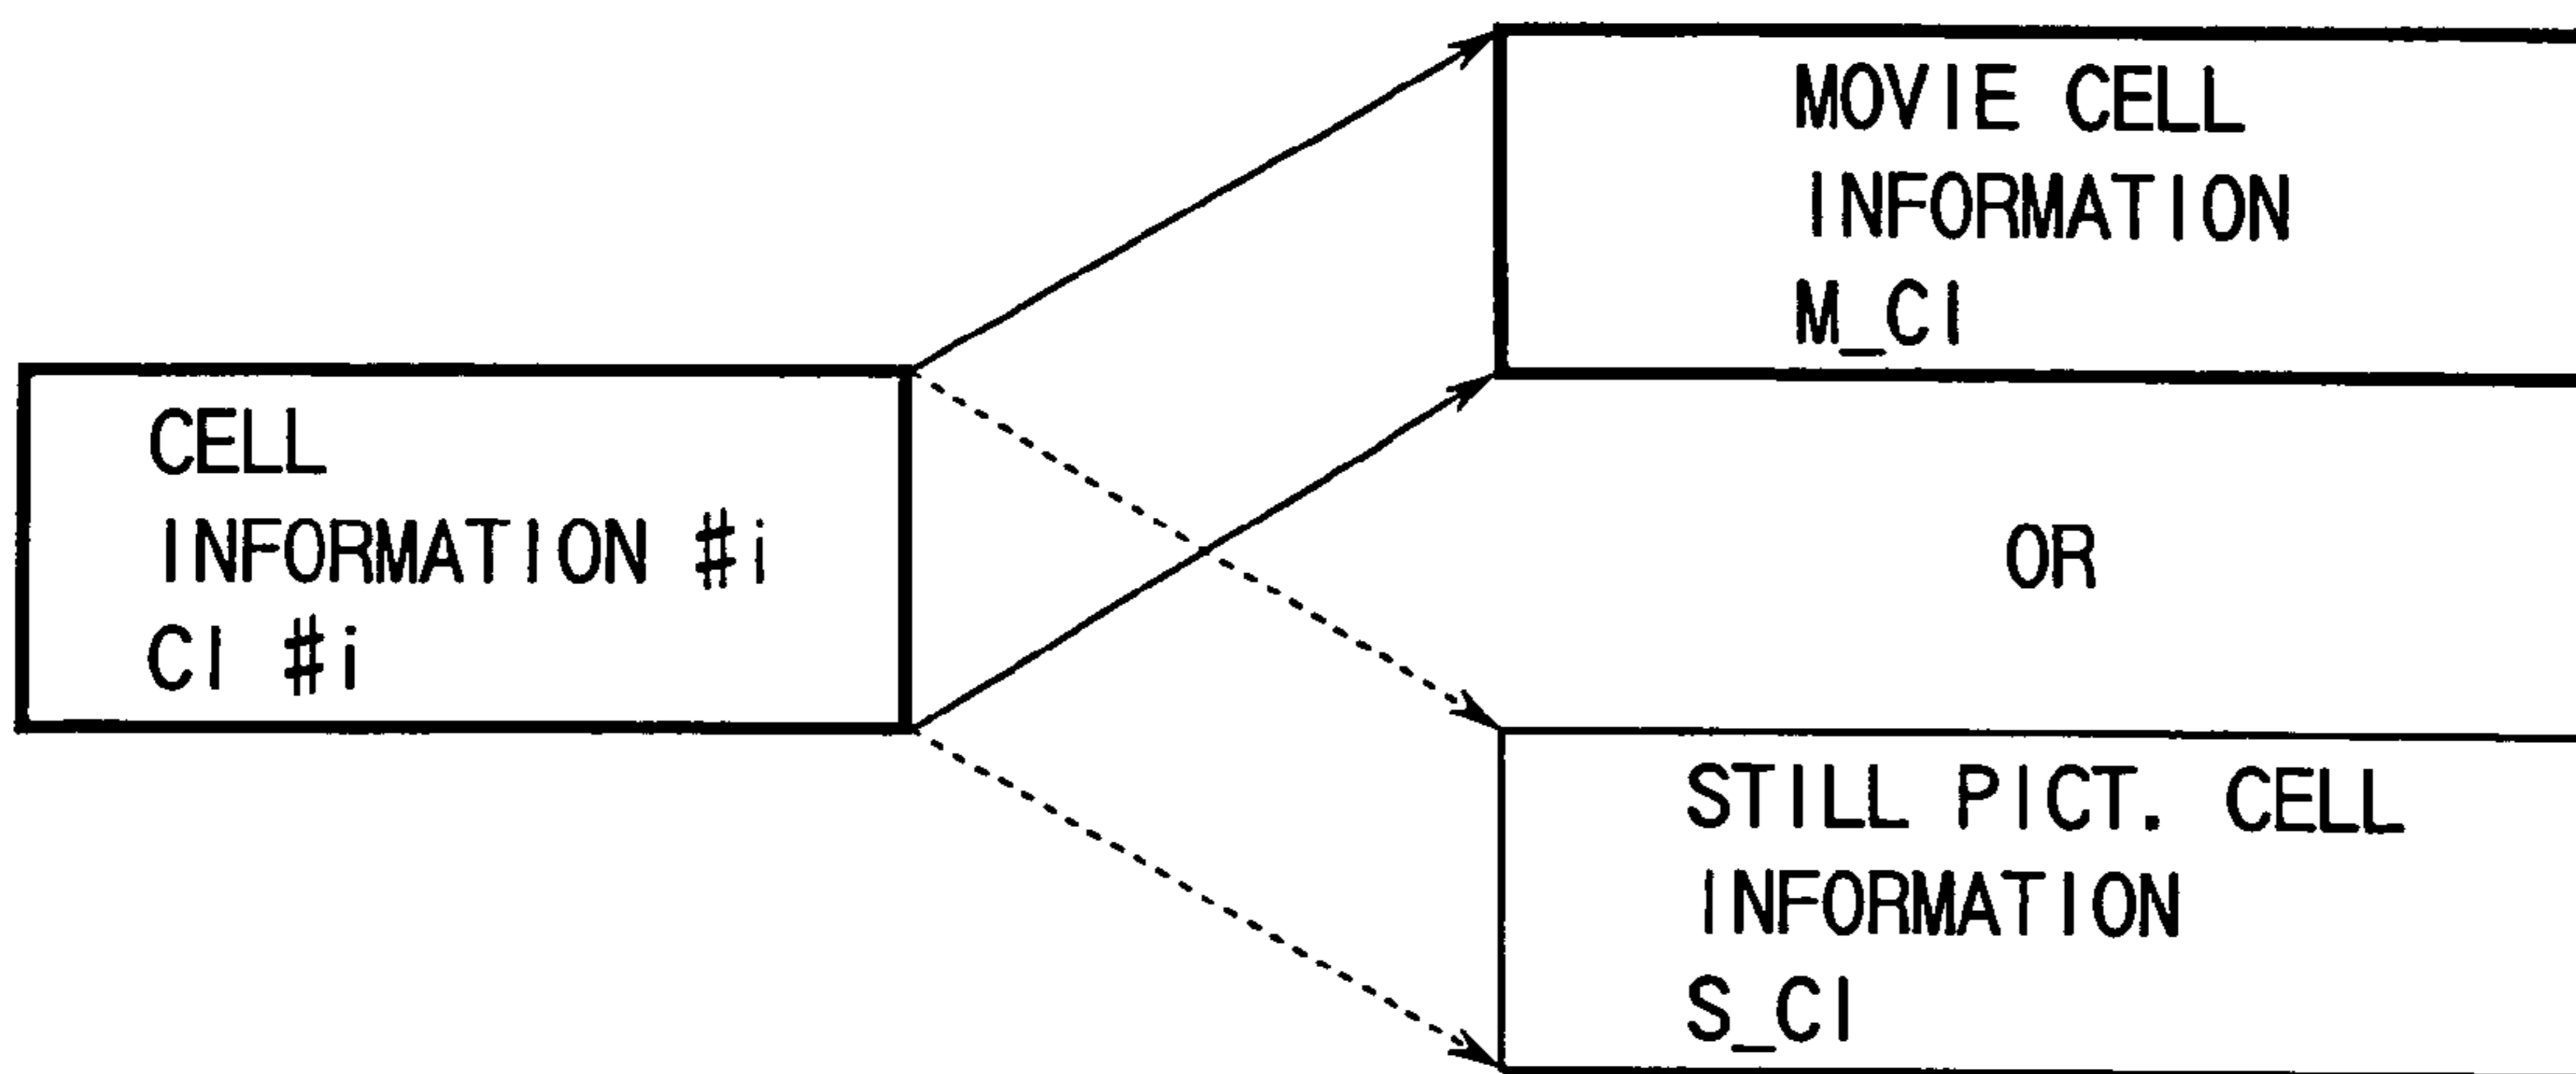 CELL
INFORMATION #i
CI #i
MOVIE CELL
INFORMATION
M_CI
OR
STILL PICT. CELL
INFORMATION
S_CI